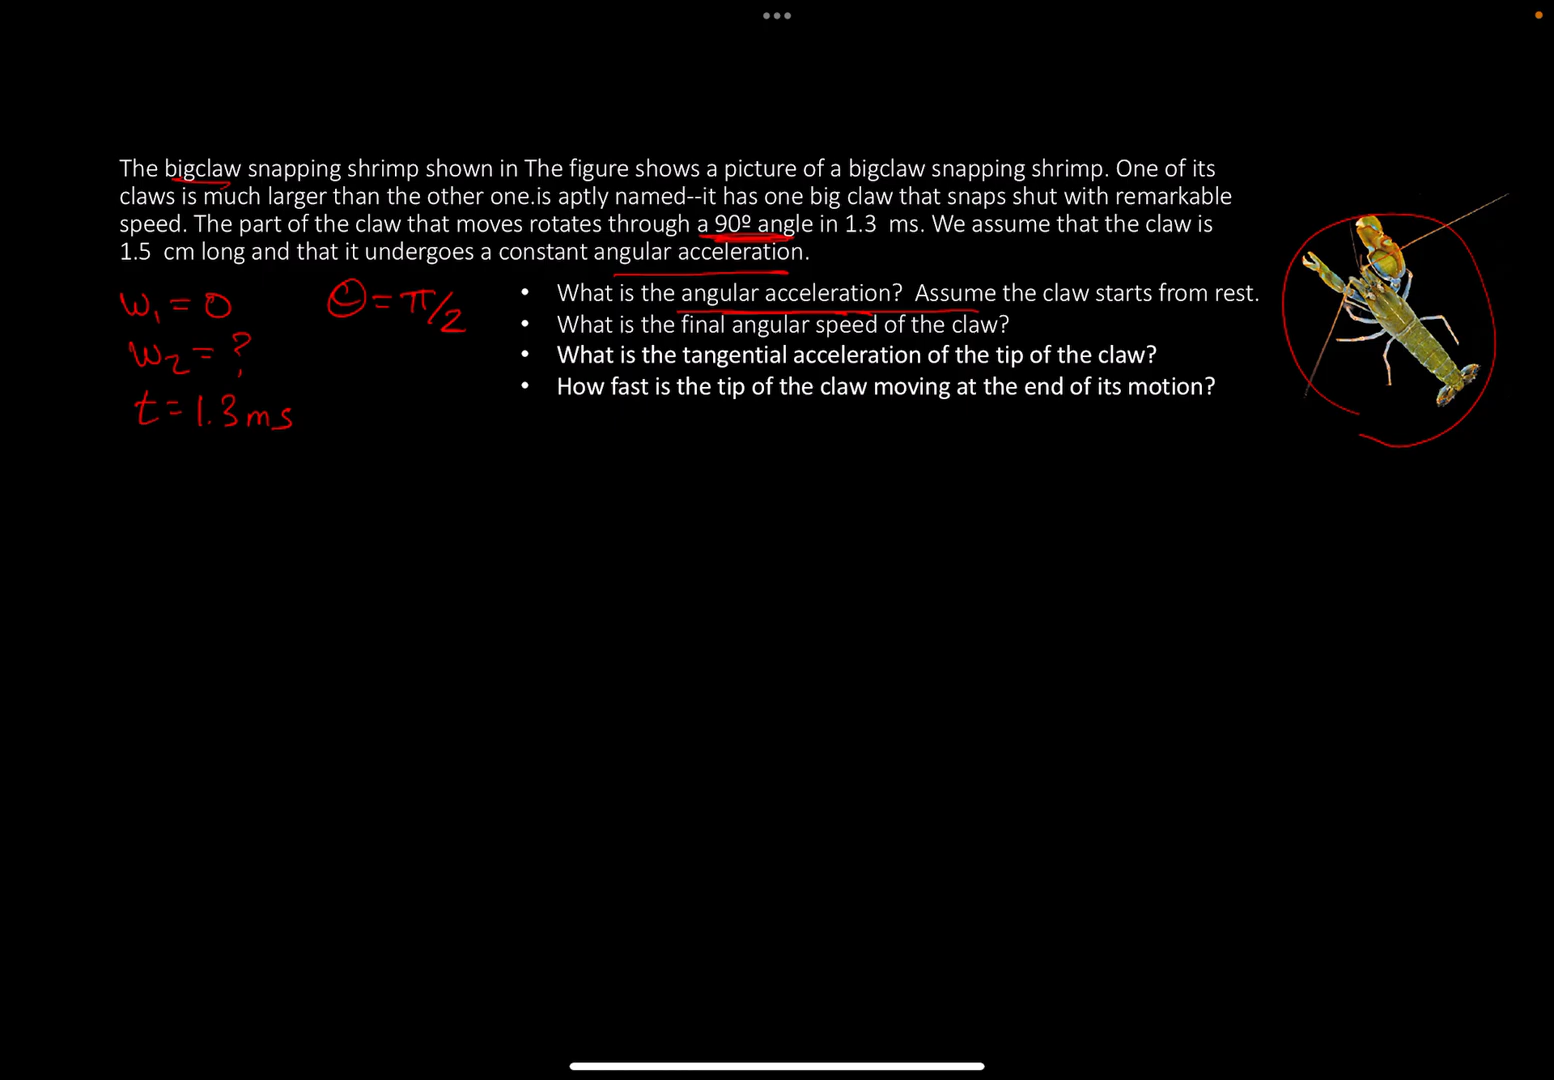 The bigclaw snapping shrimp shown in The figure shows a picture of a bigclaw snapping shrimp. One of its
claws is much larger than the other one.is aptly named--it has one big claw that snaps shut with remarkable
speed. The part of the claw that moves rotates through a 90º angle in 1.3 ms. We assume that the claw is
1.5 cm long and that it undergoes a constant angular acceleration.
• What is the angular acceleration? Assume the claw starts from rest.
• What is the final angular speed of the claw?
• What is the tangential acceleration of the tip of the claw?
• How fast is the tip of the claw moving at the end of its motion?
ω₁ = 0
θ = π/2
ω₂ = ?
t = 1.3 ms